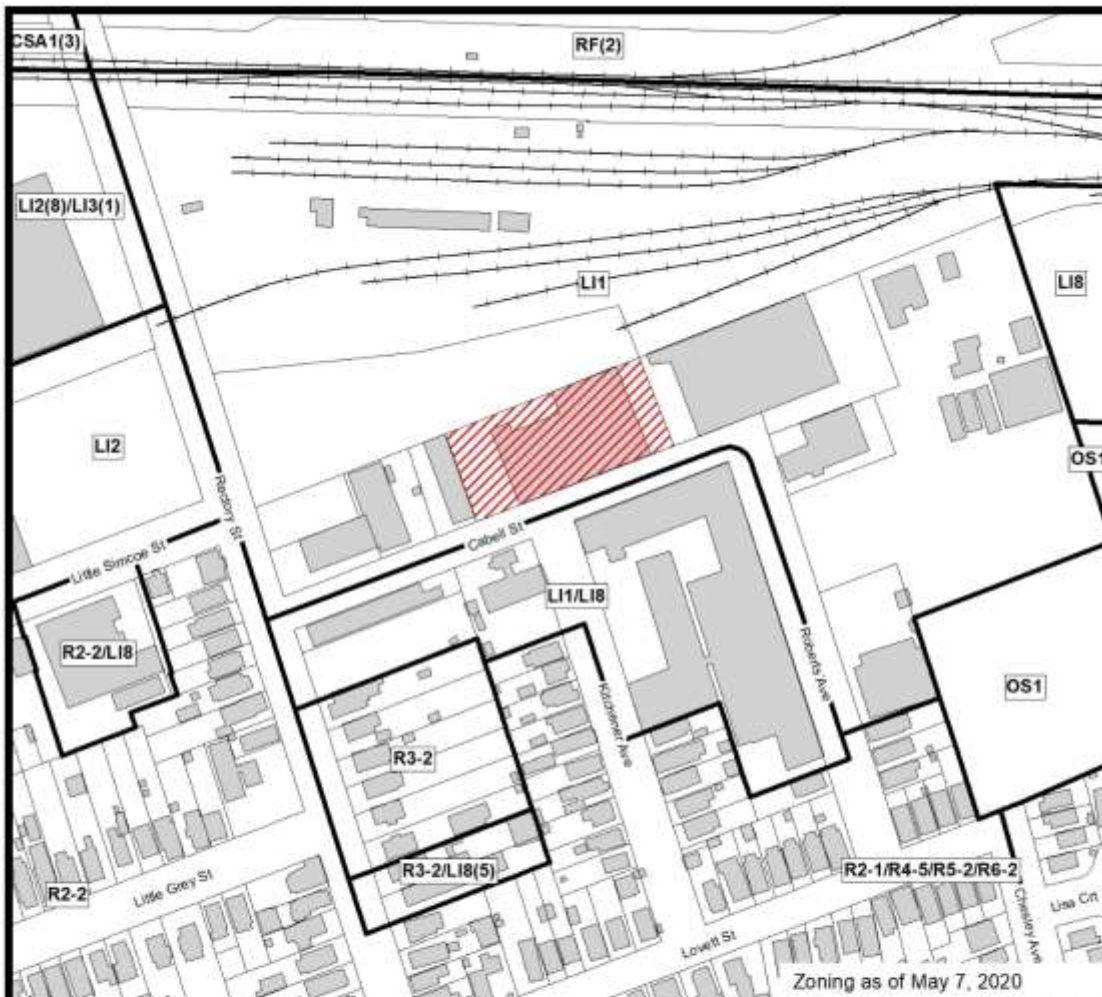 CSA1(3)
RF(2)
LI2(8)/LI3(1)
LI1
LI8
LI2
OS1
Rectory St
Cabell St
Little Simcoe St
LI1/LI8
R2-2/LI8
Roberts Ave
OS1
Kitchener Ave
R3-2
R3-2/LI8(5)
R2-1/R4-5/R5-2/R6-2
R2-2
Little Grey St
Chesley Ave
Lisa Crt
Lovett St
Zoning as of May 7, 2020